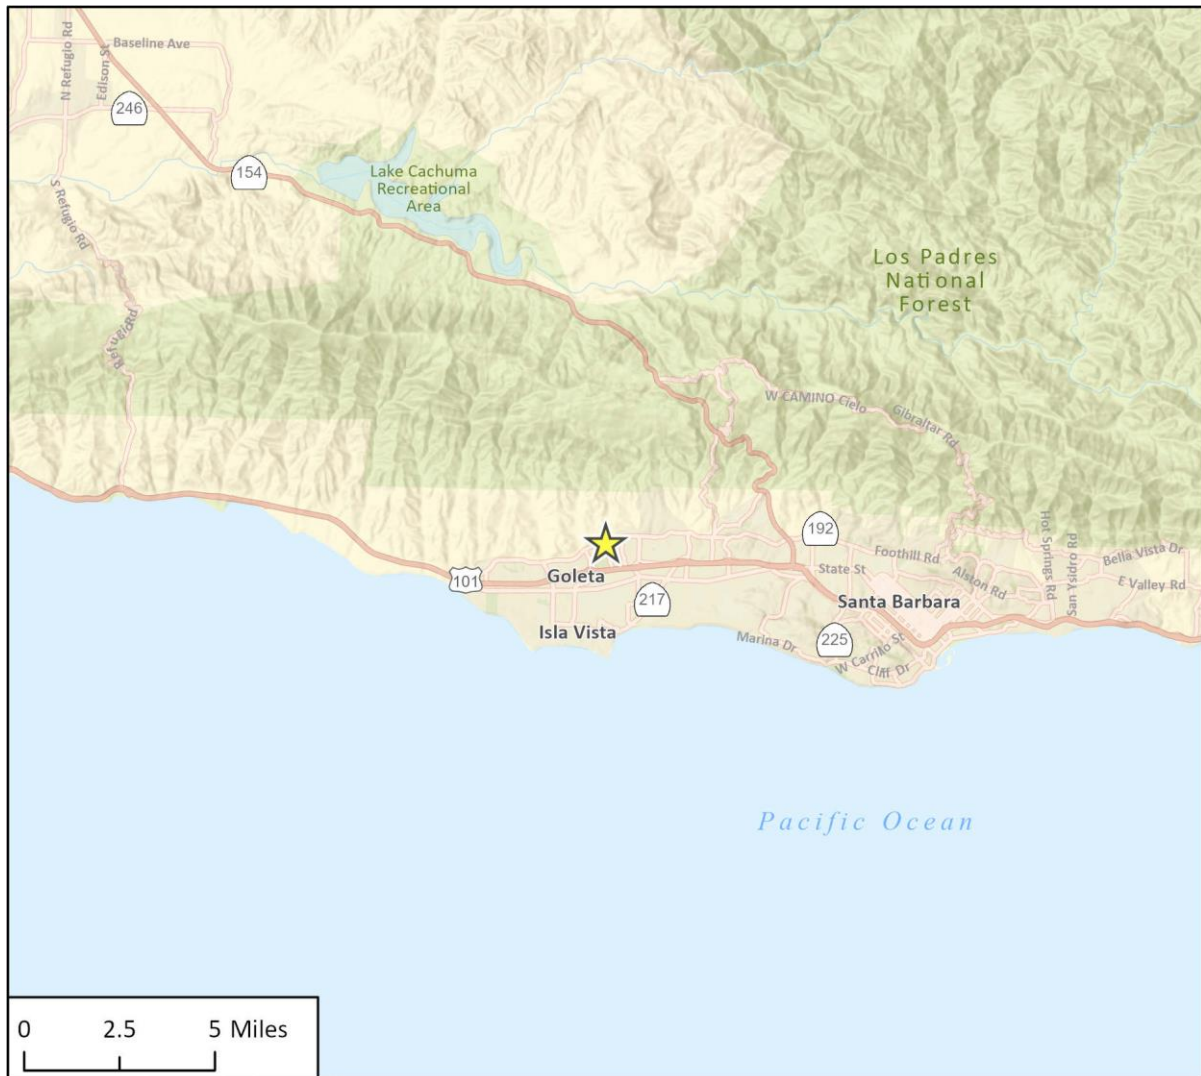 N Refugio Rd
Edison St
Baseline Ave
246
154
S Refugio Rd
Lake Cachuma
Recreational
Area
Los Padres
National
Forest
Refugio Rd
W CAMINO Cielo
Gibraltar Rd
192
Hot Springs Rd
San Ysidro Rd
Foothill Rd
Bella Vista Dr
101
Goleta
State St
Alston Rd
E Valley Rd
217
Santa Barbara
Isla Vista
Marina Dr
225
W Carrillo St
Cliff Dr
Pacific Ocean
0 2.5 5 Miles